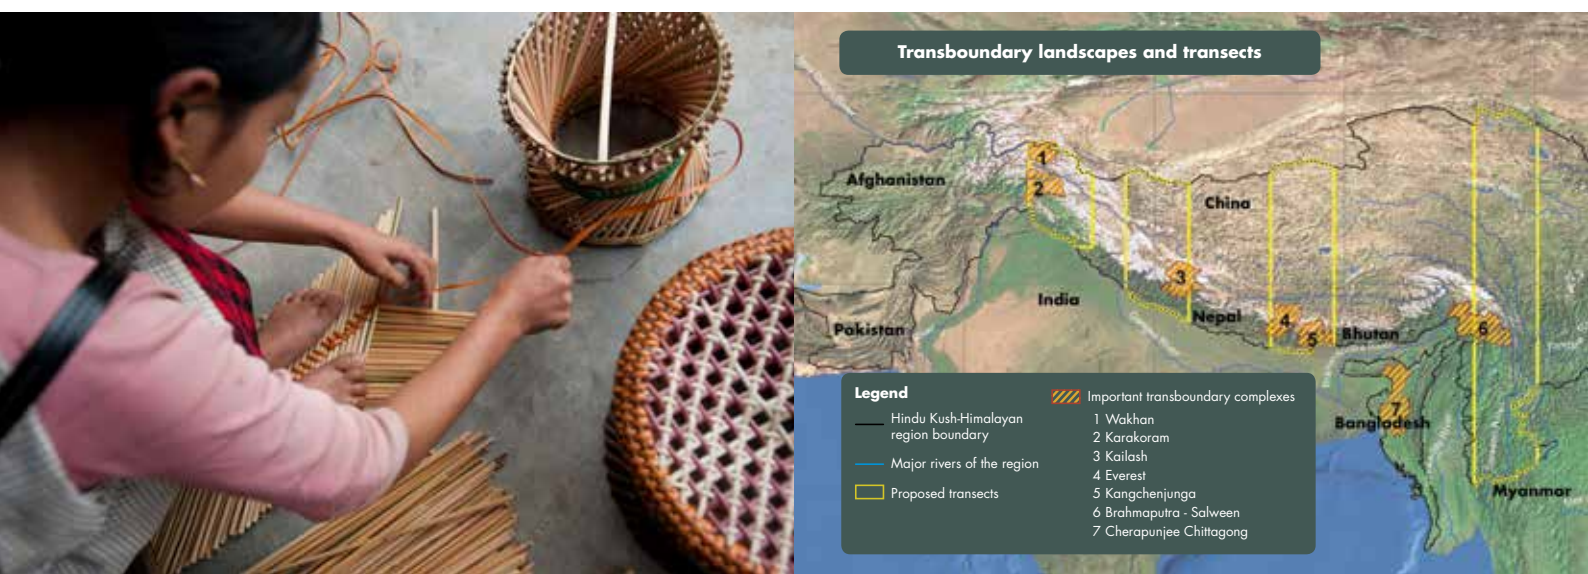 Transboundary landscapes and transects
Afghanistan
China
India
Nepal
Bhutan
Pakistan
Bangladesh
Myanmar
1
2
3
4
5
6
7
Legend
Hindu Kush-Himalayan
region boundary
Major rivers of the region
Proposed transects
Important transboundary complexes
1 Wakhan
2 Karakoram
3 Kailash
4 Everest
5 Kangchenjunga
6 Brahmaputra - Salween
7 Cherapunjee Chittagong